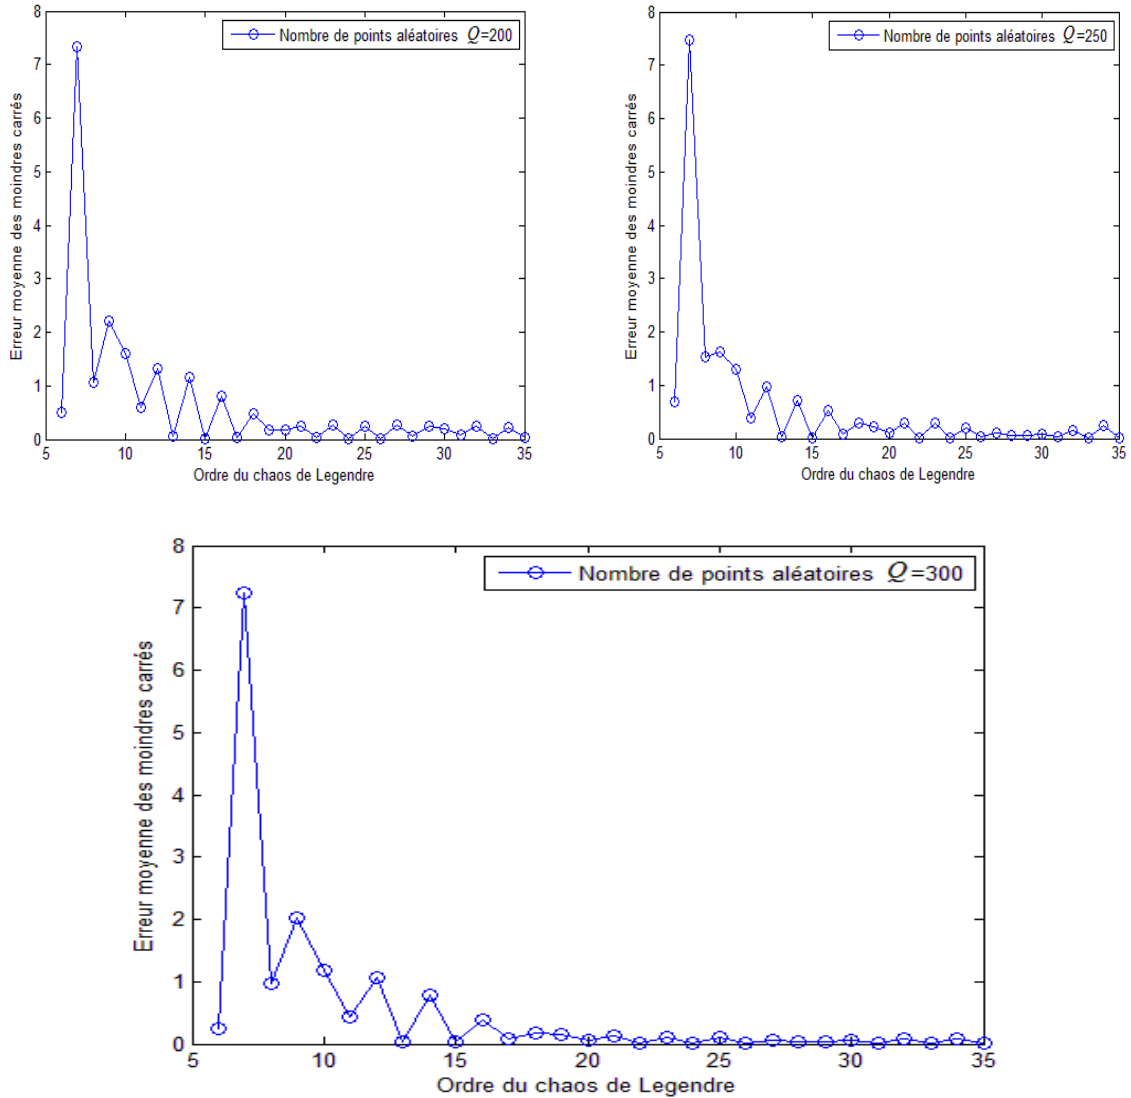 Nombre de points aléatoires Q=200
8
7
6
5
4
3
2
1
0
Erreur moyenne des moindres carrés
5 10 15 20 25 30 35
Ordre du chaos de Legendre
Nombre de points aléatoires Q=250
8
7
6
5
4
3
2
1
0
Erreur moyenne des moindres carrés
5 10 15 20 25 30 35
Ordre du chaos de Legendre
Nombre de points aléatoires Q=300
8
7
6
5
4
3
2
1
0
Erreur moyenne des moindres carrés
5 10 15 20 25 30 35
Ordre du chaos de Legendre